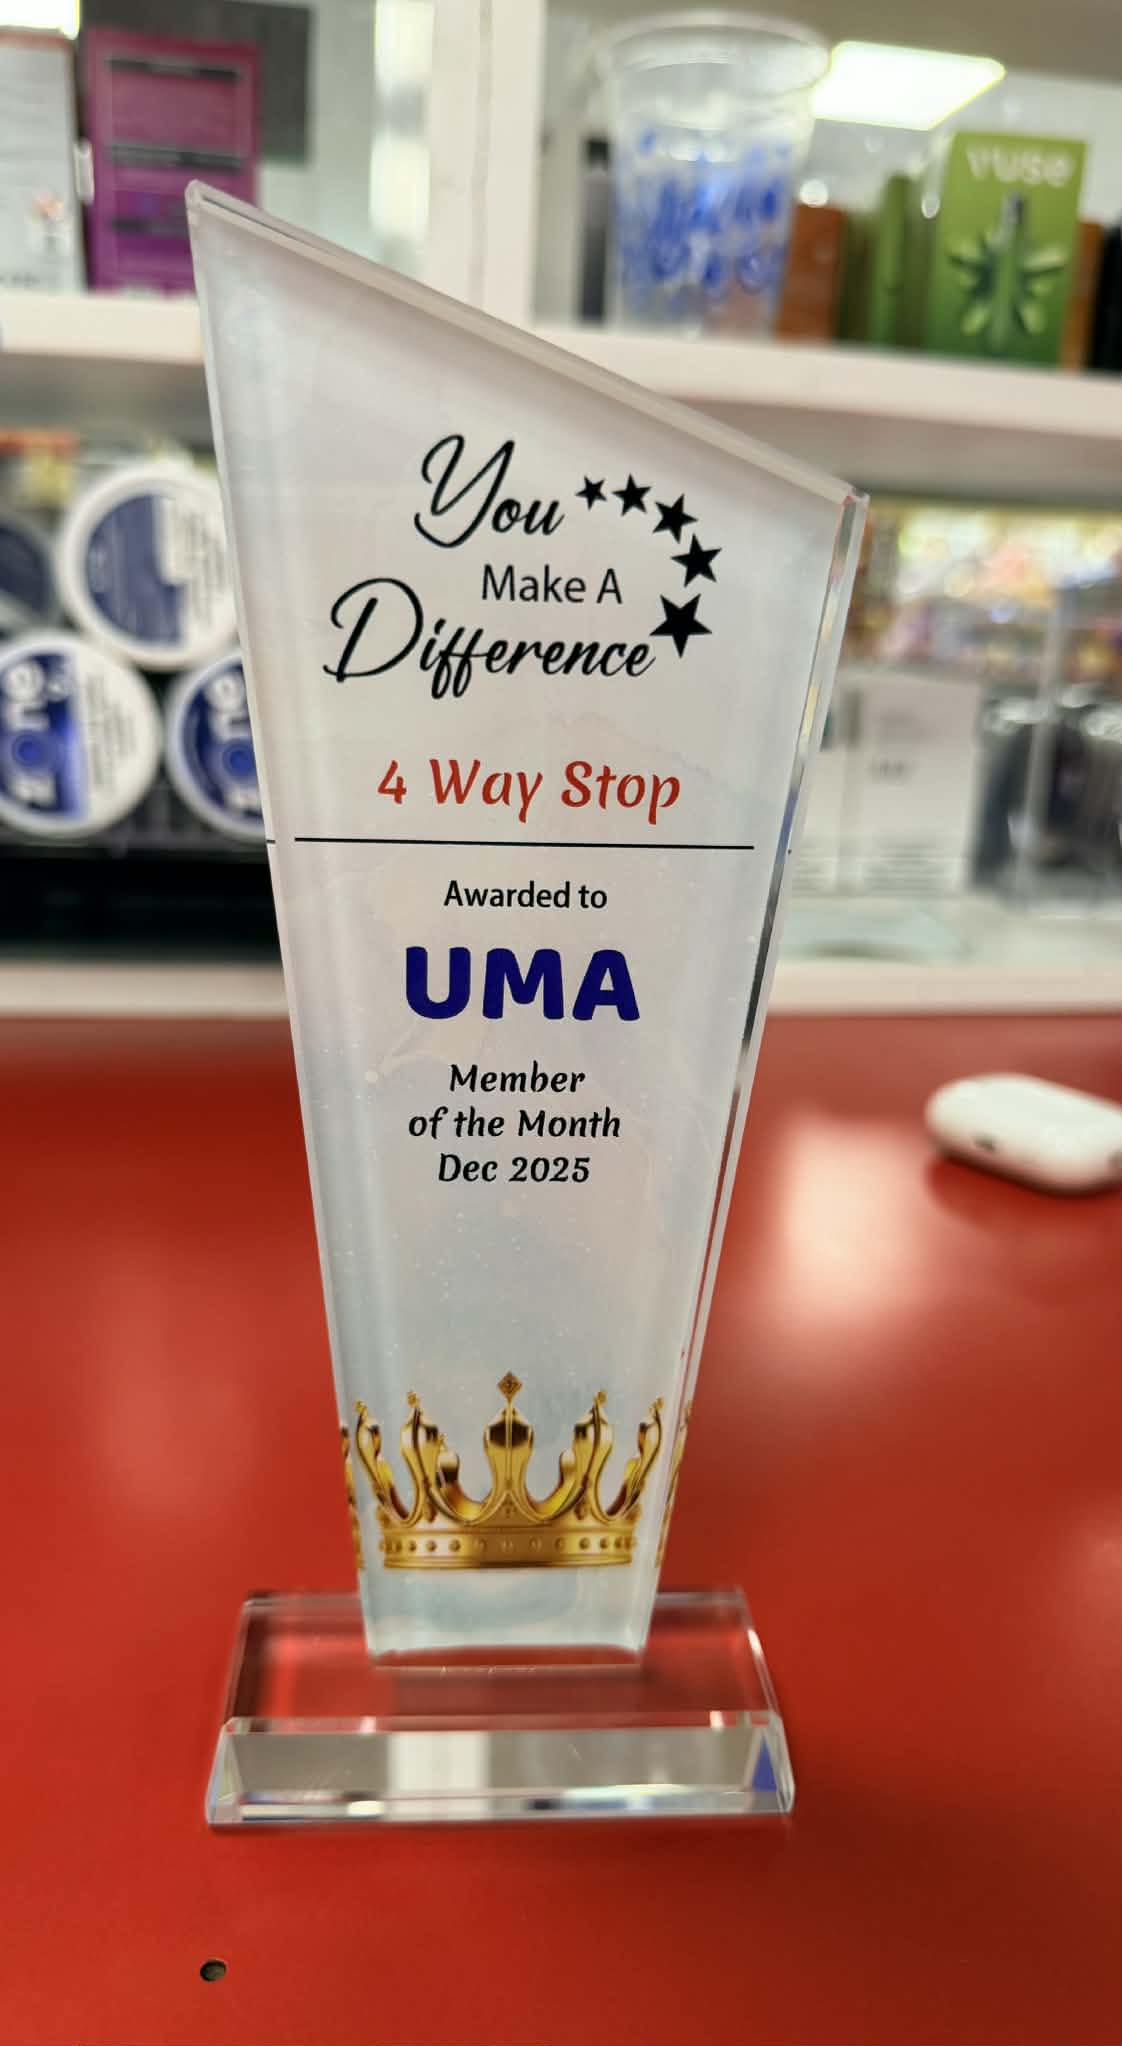 vuse
You
Make A
Difference
4 Way Stop
Awarded to
UMA
Member
of the Month
Dec 2025